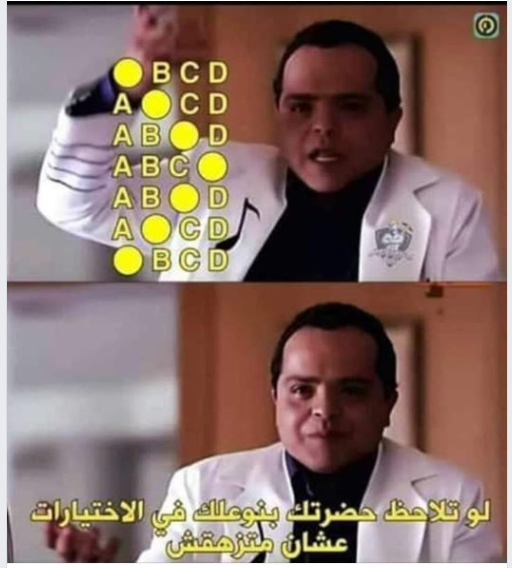 ● B C D
A ● C D
A B ● D
A B C ●
A B ● D
A ● C D
● B C D
لو تلاحظ حضرتك بنوعلك في الاختيارات
عشان متزهقش